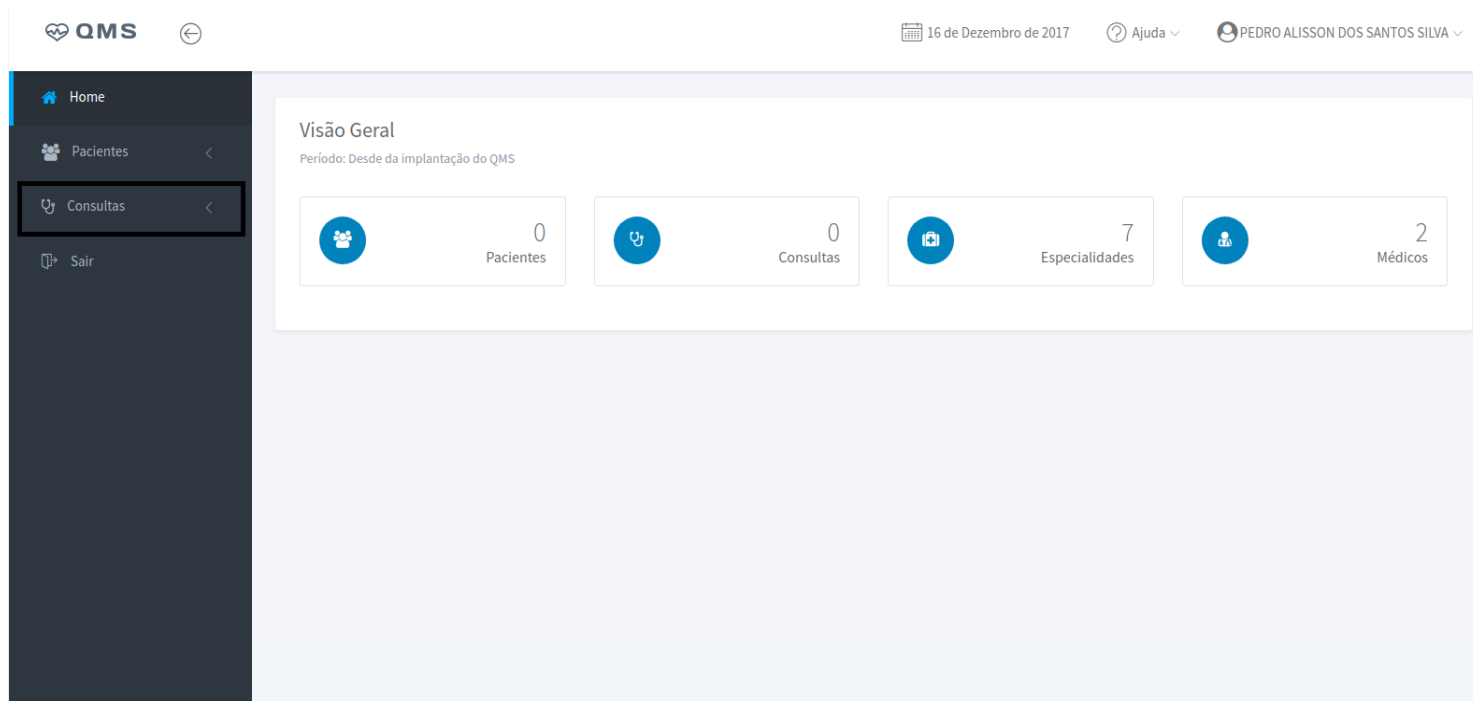 QMS
16 de Dezembro de 2017
Ajuda
PEDRO ALISSON DOS SANTOS SILVA
Home
Pacientes
Consultas
Sair
Visão Geral
Período: Desde da implantação do QMS
0
Pacientes
0
Consultas
7
Especialidades
2
Médicos